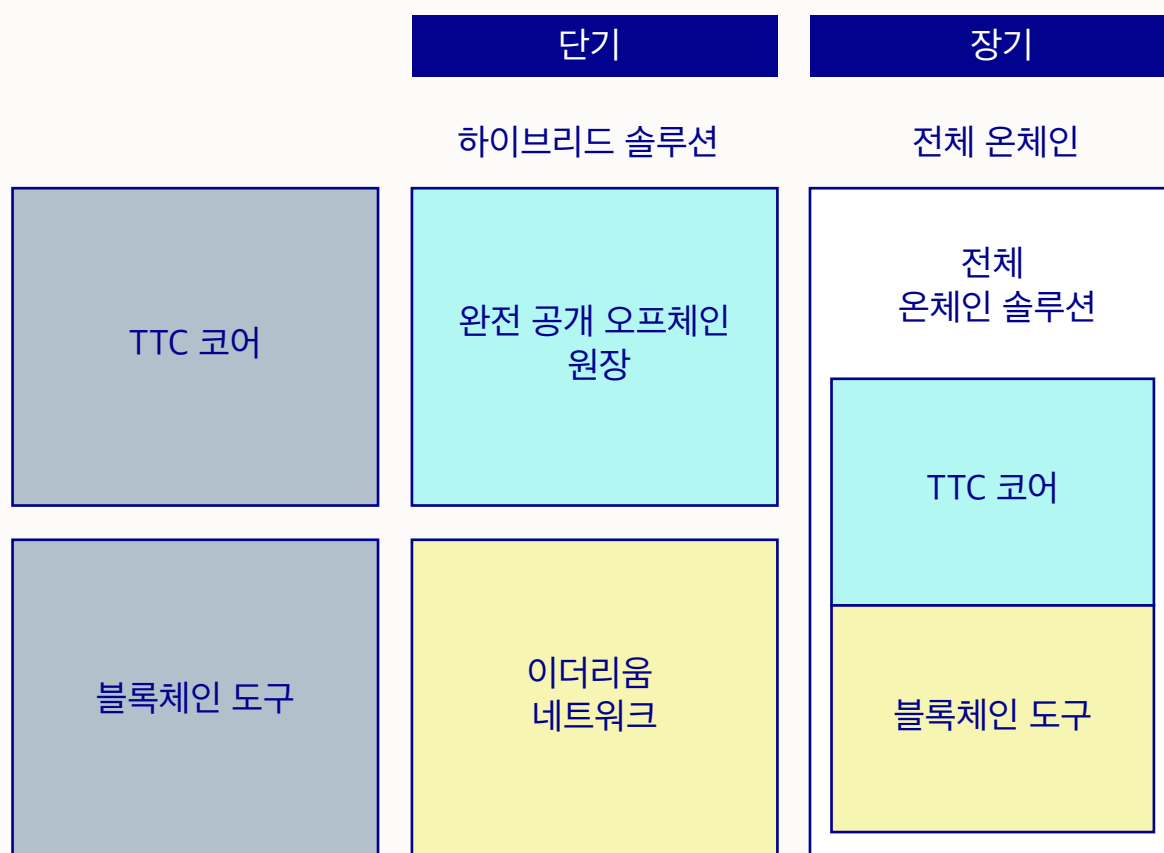 단기
장기
하이브리드 솔루션
전체 온체인
TTC 코어
완전 공개 오프체인
원장
전체
온체인 솔루션
TTC 코어
블록체인 도구
이더리움
네트워크
블록체인 도구